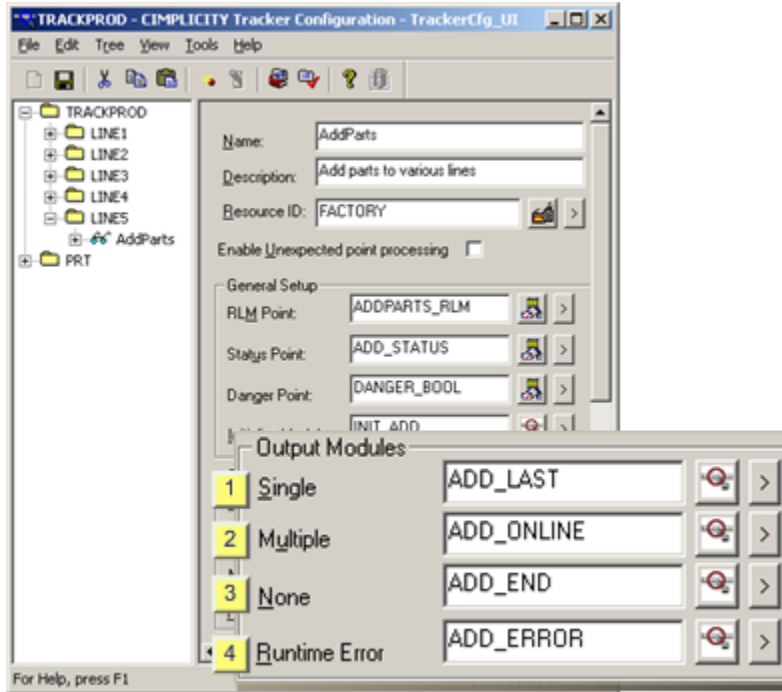 TRACKPROD - CIMPLICITY Tracker Configuration - TrackerCfg_UI
File Edit Tree View Tools Help
TRACKPROD
LINE1
LINE2
LINE3
LINE4
LINE5
AddParts
PRT
Name: AddParts
Description: Add parts to various lines
Resource ID: FACTORY
Enable Unexpected point processing
General Setup
RLM Point: ADDPARTS_RLM
Status Point: ADD_STATUS
Danger Point: DANGER_BOOL
INIT_ADD
Output Modules
1 Single ADD_LAST
2 Multiple ADD_ONLINE
3 None ADD_END
4 Runtime Error ADD_ERROR
For Help, press F1